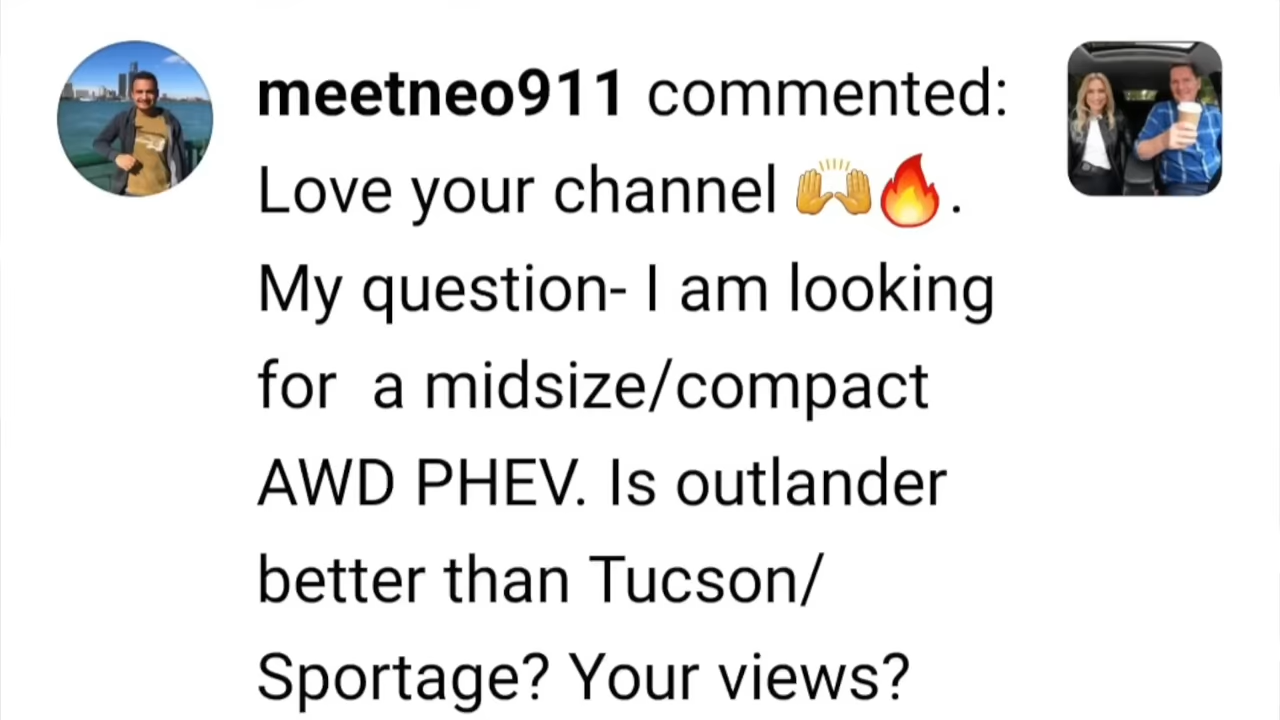 meetneo911 commented:
Love your channel 🙌🔥.
My question- I am looking
for  a midsize/compact
AWD PHEV. Is outlander
better than Tucson/
Sportage? Your views?